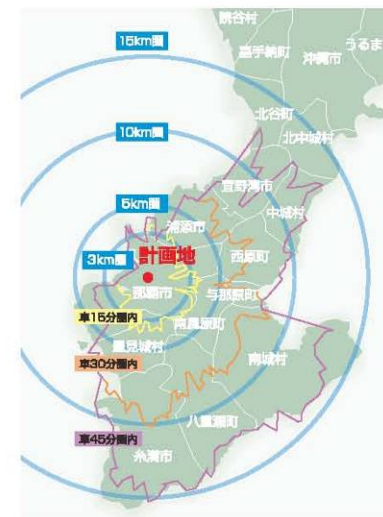 読谷村
15km圏
嘉手納町
うるま
沖縄市
北谷町
10km圏
北中城村
宜野湾市
5km圏
中城村
浦添市
計画地
西原町
3km圏
那覇市
与那原町
車15分圏内
南風原町
豊見城村
車30分圏内
南城村
八重瀬町
車45分圏内
糸満市